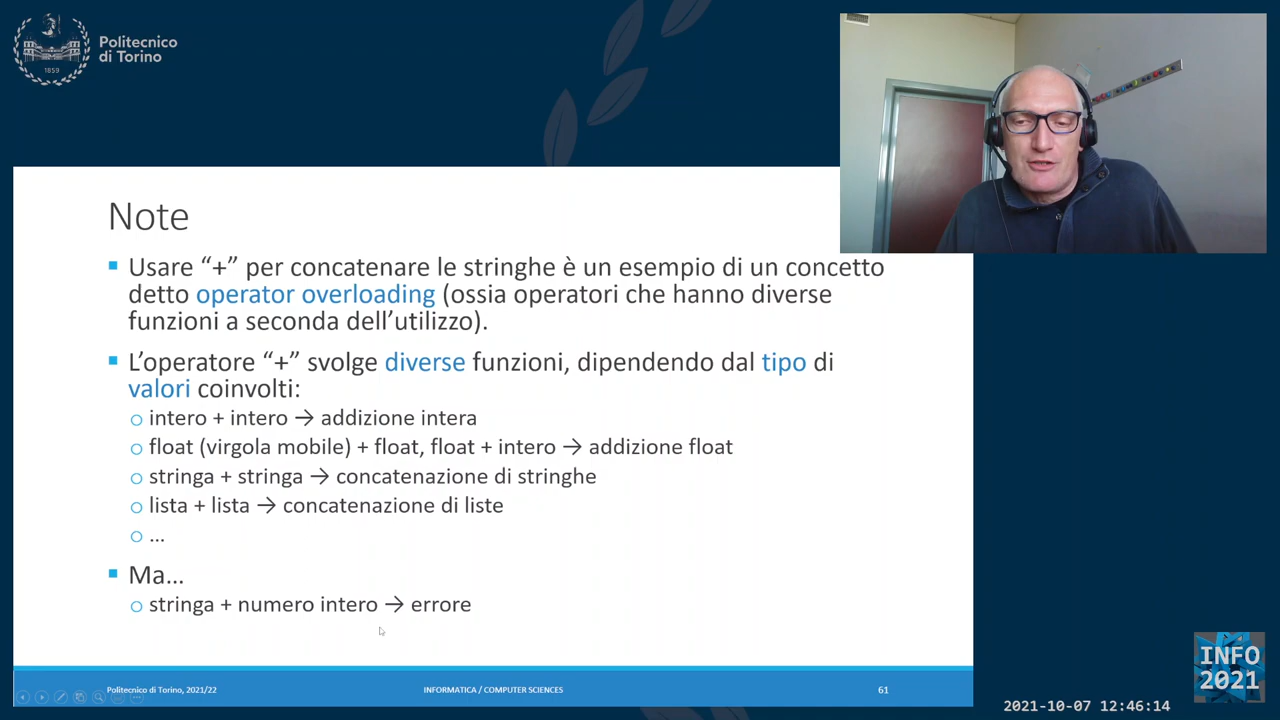 Politecnico
di Torino
1859
Note
▪ Usare “+” per concatenare le stringhe è un esempio di un concetto
detto operator overloading (ossia operatori che hanno diverse
funzioni a seconda dell’utilizzo).
▪ L’operatore “+” svolge diverse funzioni, dipendendo dal tipo di
valori coinvolti:
o intero + intero → addizione intera
o float (virgola mobile) + float, float + intero → addizione float
o stringa + stringa → concatenazione di stringhe
o lista + lista → concatenazione di liste
o …
▪ Ma…
o stringa + numero intero → errore
Politecnico di Torino, 2021/22
INFORMATICA / COMPUTER SCIENCES
61
INFO
2021
2021-10-07 12:46:14